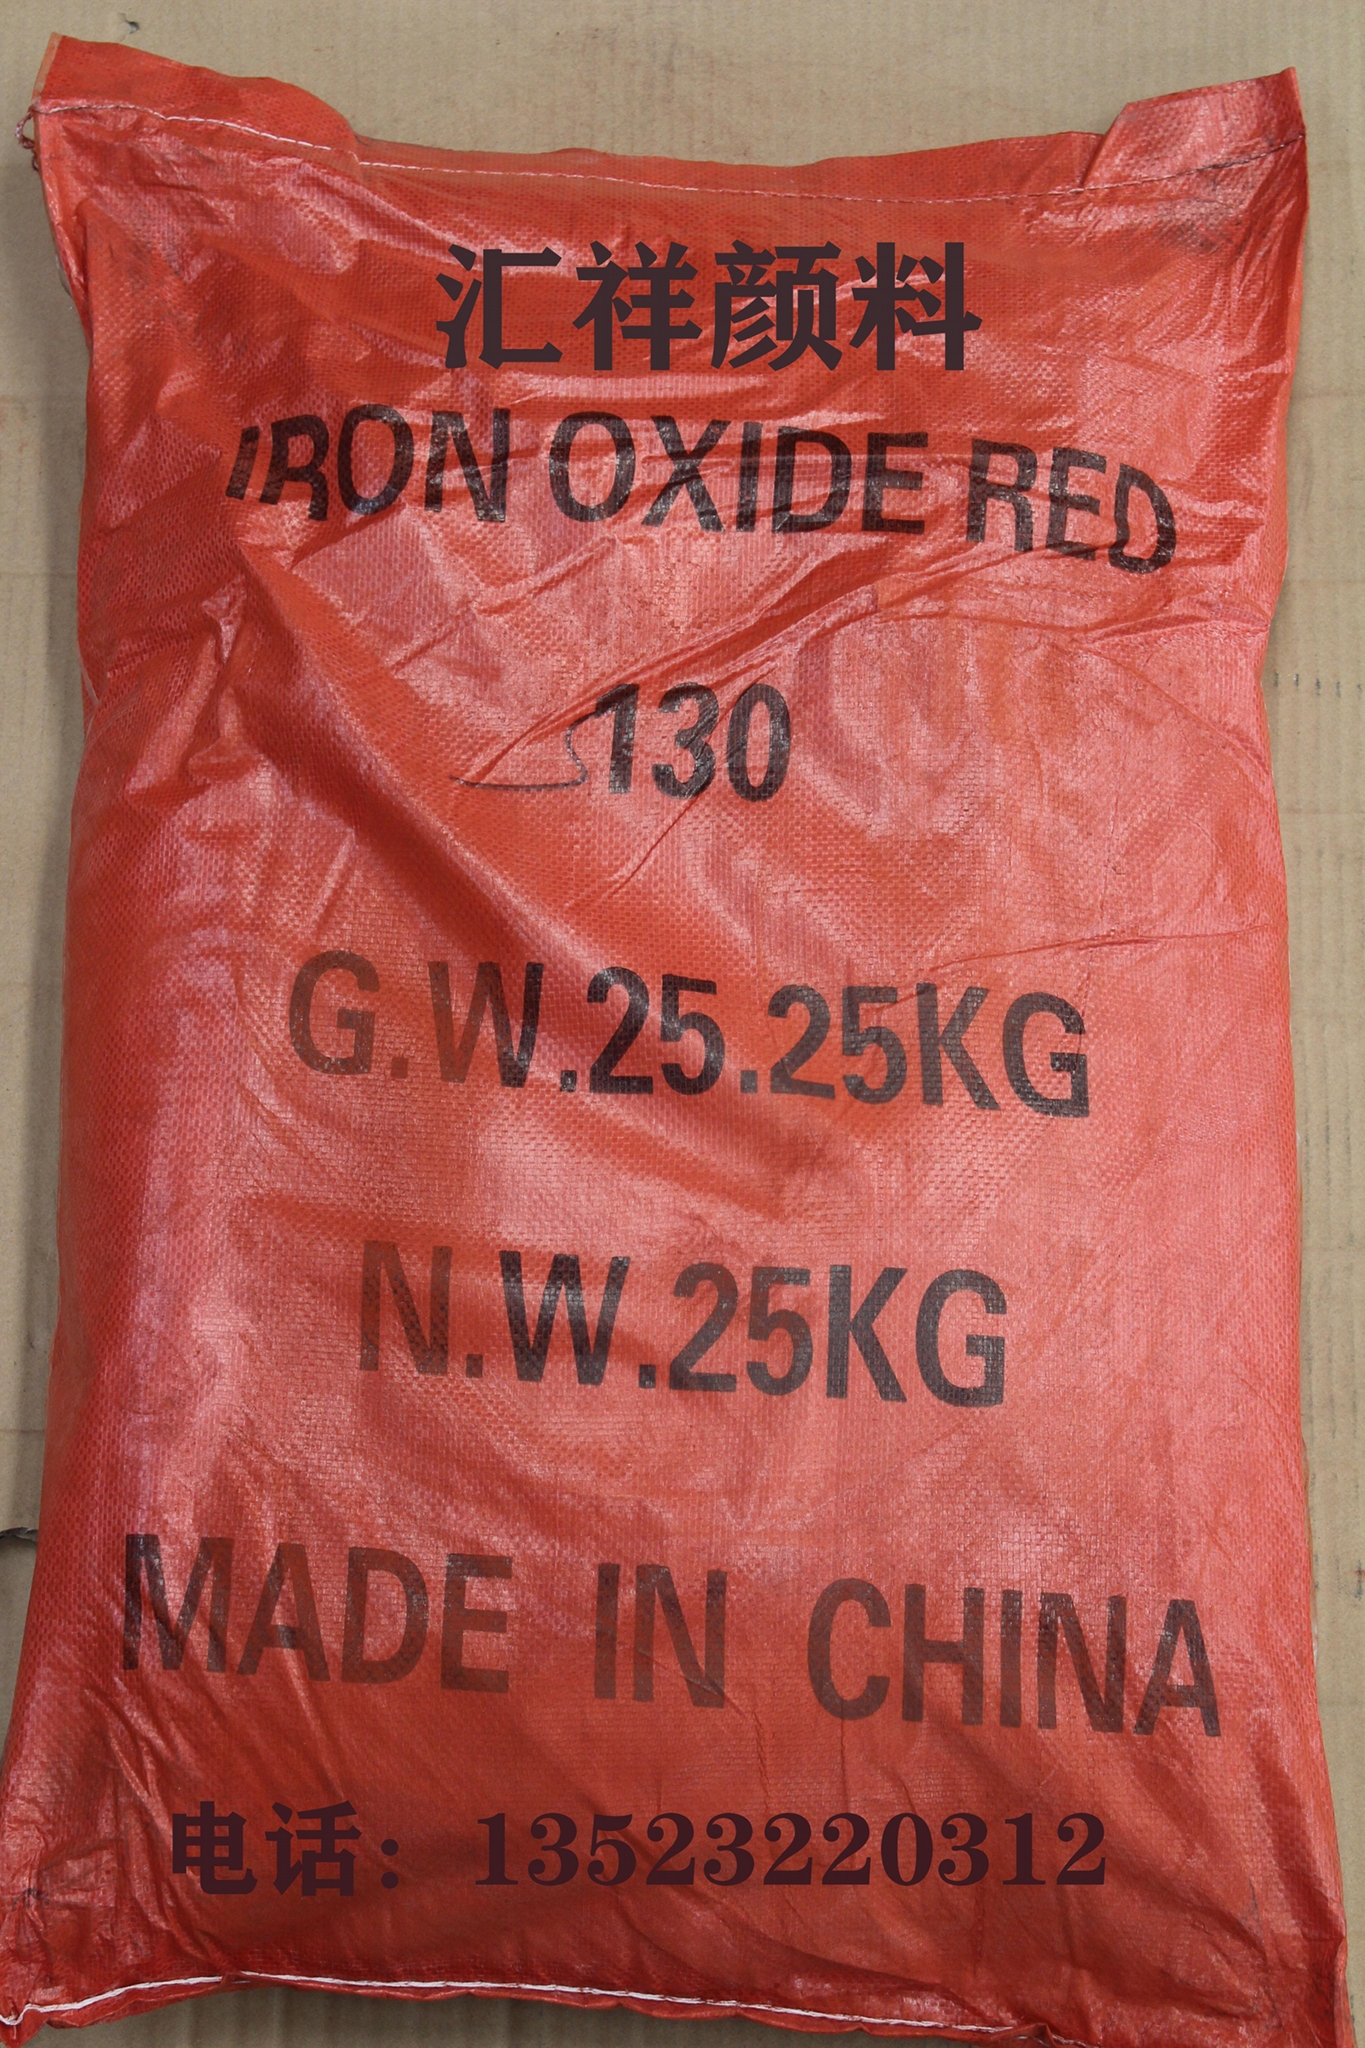 汇祥颜料
IRON OXIDE RED
130
G.W.25.25KG
N.W.25KG
MADE IN CHINA
电话：13523220312